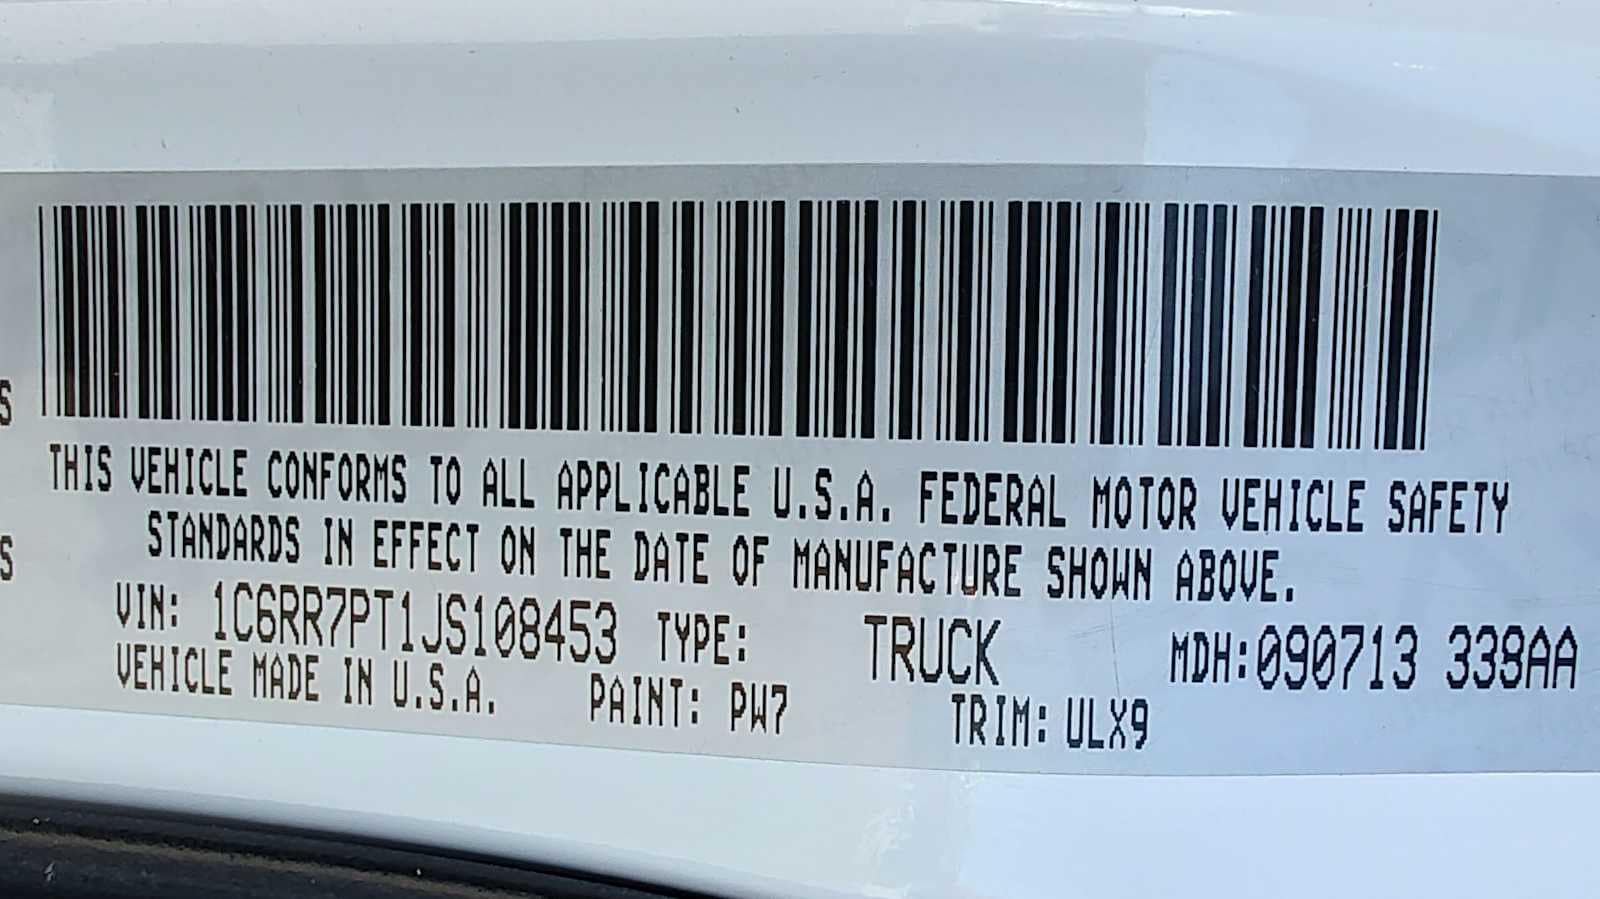 S
S
THIS VEHICLE CONFORMS TO ALL APPLICABLE U.S.A. FEDERAL MOTOR VEHICLE SAFETY
STANDARDS IN EFFECT ON THE DATE OF MANUFACTURE SHOWN ABOVE.
VIN: 1C6RR7PT1JS108453 TYPE: TRUCK MDH:090713 339AA
VEHICLE MADE IN U.S.A. PAINT: PW7 TRIM: ULX9